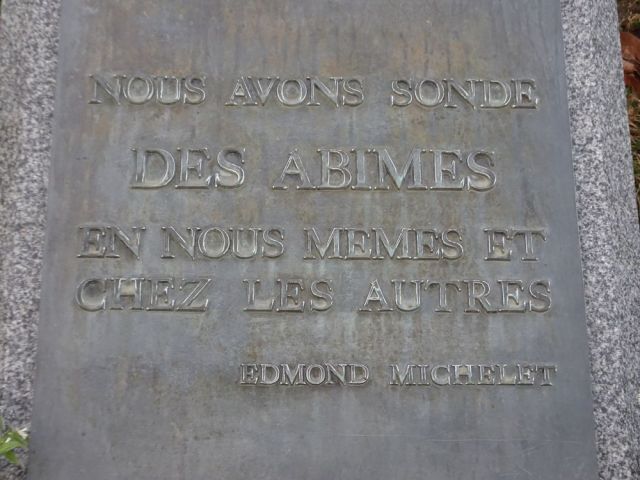 NOUS AVONS SONDE
DES ABIMES
EN NOUS MEMES ET
CHEZ LES AUTRES
EDMOND MICHELET